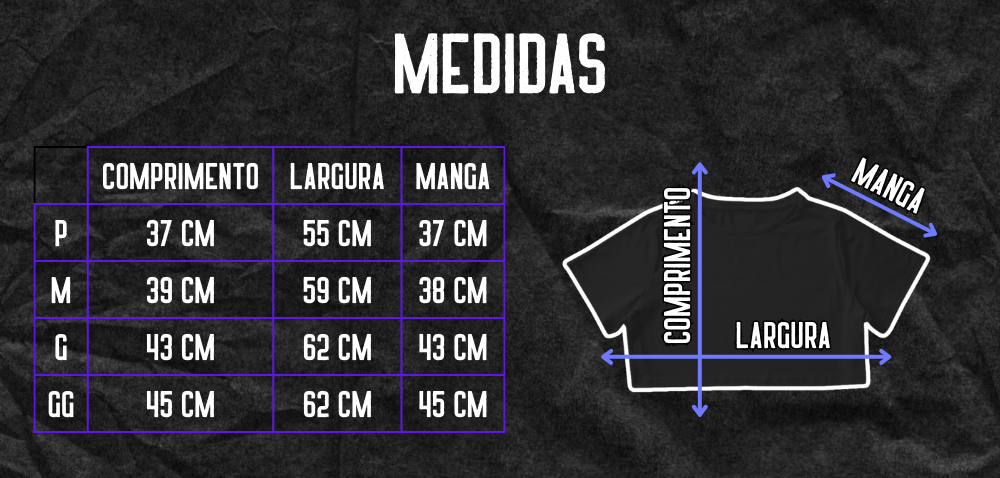 MEDIDAS
COMPRIMENTO LARGURA MANGA
P 37 CM 55 CM 37 CM
M 39 CM 59 CM 38 CM
G 43 CM 62 CM 43 CM
GG 45 CM 62 CM 45 CM
MANGA
COMPRIMENTO
LARGURA